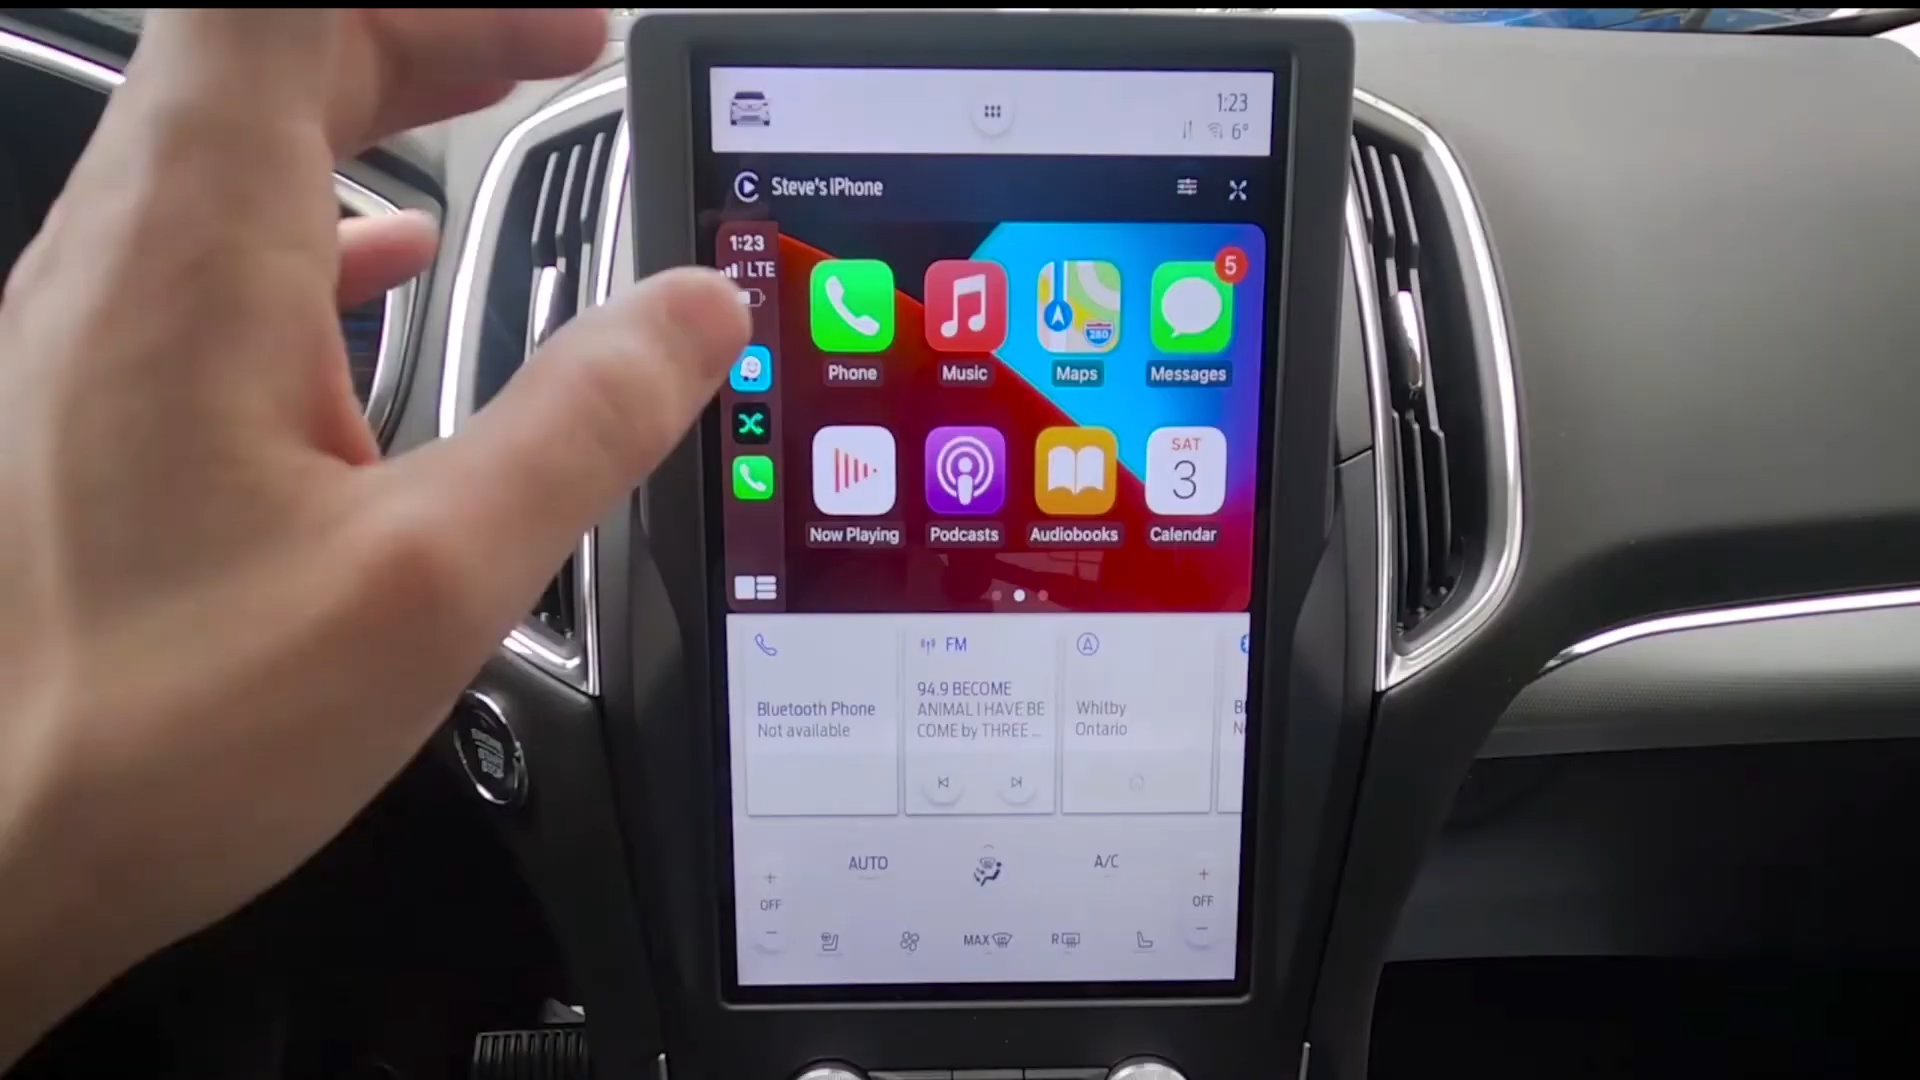 1:23
6°
Steve's iPhone
1:23
LTE
5
280
Phone
Music
Maps
Messages
SAT
3
Now Playing
Podcasts
Audiobooks
Calendar
FM
Bluetooth Phone
Not available
94.9 BECOME
ANIMAL I HAVE BE
COME by THREE ...
Whitby
Ontario
AUTO
A/C
OFF
OFF
MAX
R